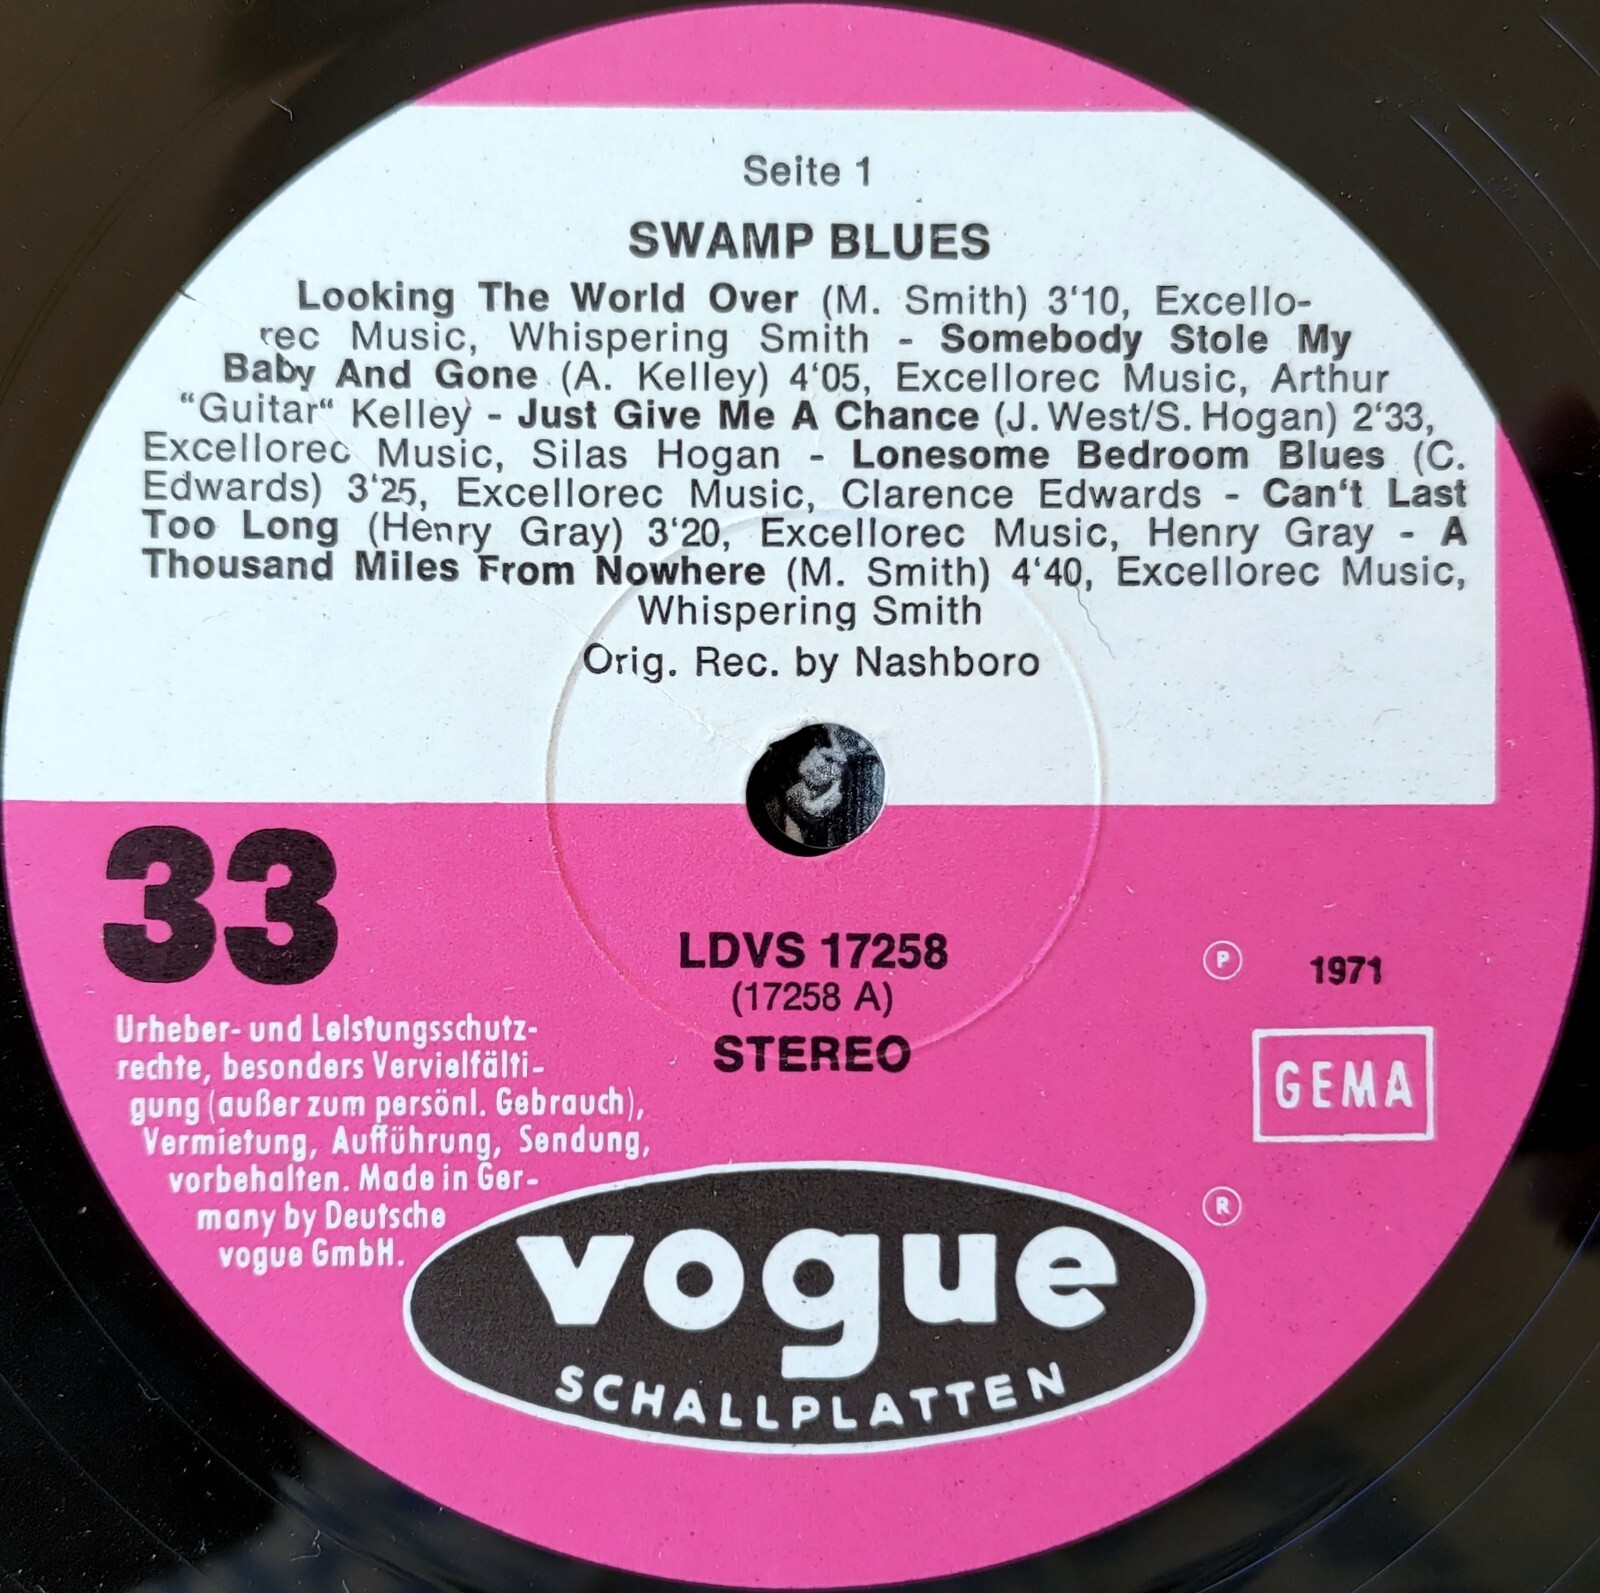 Seite 1
SWAMP BLUES
Looking The World Over (M. Smith) 3‘10, Excello-
rec Music, Whispering Smith - Somebody Stole My
Baby And Gone (A. Kelley) 4‘05, Excellorec Music, Arthur
“Guitar“ Kelley - Just Give Me A Chance (J. West/S. Hogan) 2‘33,
Excellorec Music, Silas Hogan - Lonesome Bedroom Blues (C.
Edwards) 3‘25, Excellorec Music, Clarence Edwards - Can‘t Last
Too Long (Henry Gray) 3‘20, Excellorec Music, Henry Gray - A
Thousand Miles From Nowhere (M. Smith) 4‘40, Excellorec Music,
Whispering Smith
Orig. Rec. by Nashboro
33
LDVS 17258
(17258 A)
STEREO
Ⓟ 1971
GEMA
Urheber- und Leistungsschutz-
rechte, besonders Vervielfälti-
gung (außer zum persönl. Gebrauch),
Vermietung, Aufführung, Sendung,
vorbehalten. Made in Ger-
many by Deutsche
vogue GmbH.
®
vogue
SCHALLPLATTEN